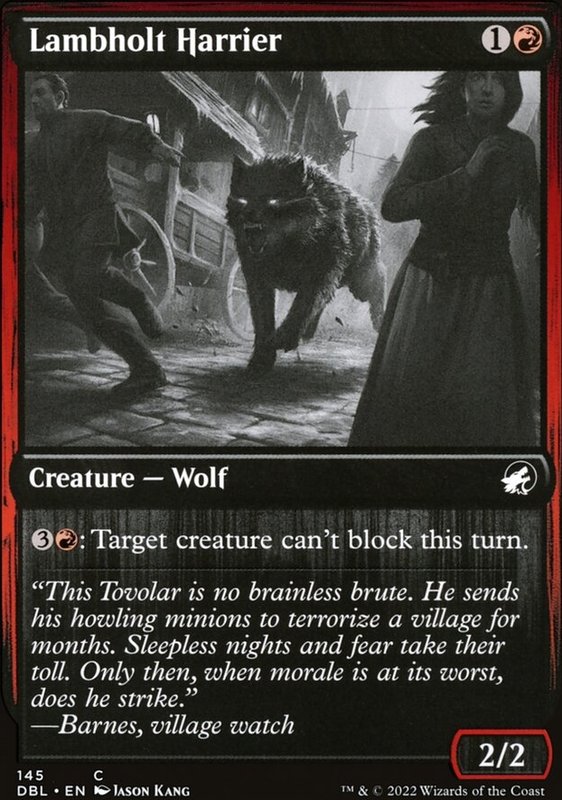 Lambholt Harrier 1
Creature — Wolf
3: Target creature can't block this turn.
“This Tovolar is no brainless brute. He sends
his howling minions to terrorize a village for
months. Sleepless nights and fear take their
toll. Only then, when morale is at its worst,
does he strike.”
—Barnes, village watch
2/2
145 C
DBL • EN Jason Kang
™ & © 2022 Wizards of the Coast